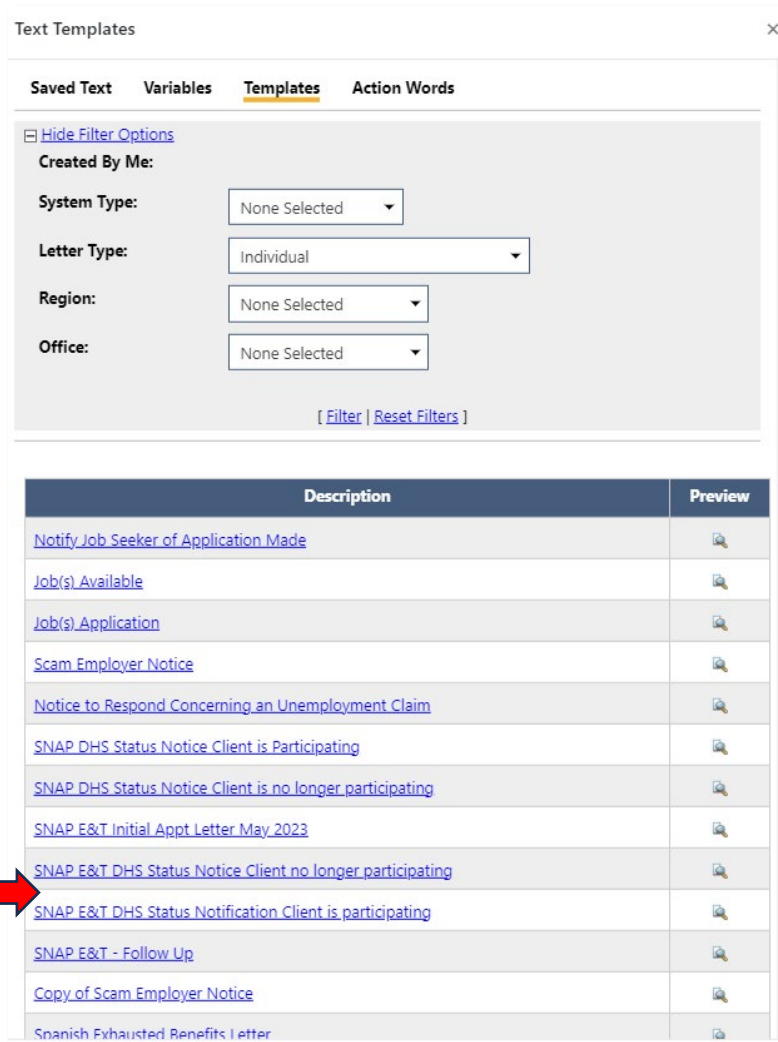 Text Templates
Saved Text Variables Templates Action Words
Hide Filter Options
Created By Me:
System Type: None Selected
Letter Type: Individual
Region: None Selected
Office: None Selected
[ Filter | Reset Filters ]
Description Preview
Notify Job Seeker of Application Made
Job(s) Available
Job(s) Application
Scam Employer Notice
Notice to Respond Concerning an Unemployment Claim
SNAP DHS Status Notice Client is Participating
SNAP DHS Status Notice Client is no longer participating
SNAP E&T Initial Appt Letter May 2023
SNAP E&T DHS Status Notice Client no longer participating
SNAP E&T DHS Status Notification Client is participating
SNAP E&T - Follow Up
Copy of Scam Employer Notice
Spanish Exhausted Benefits Letter